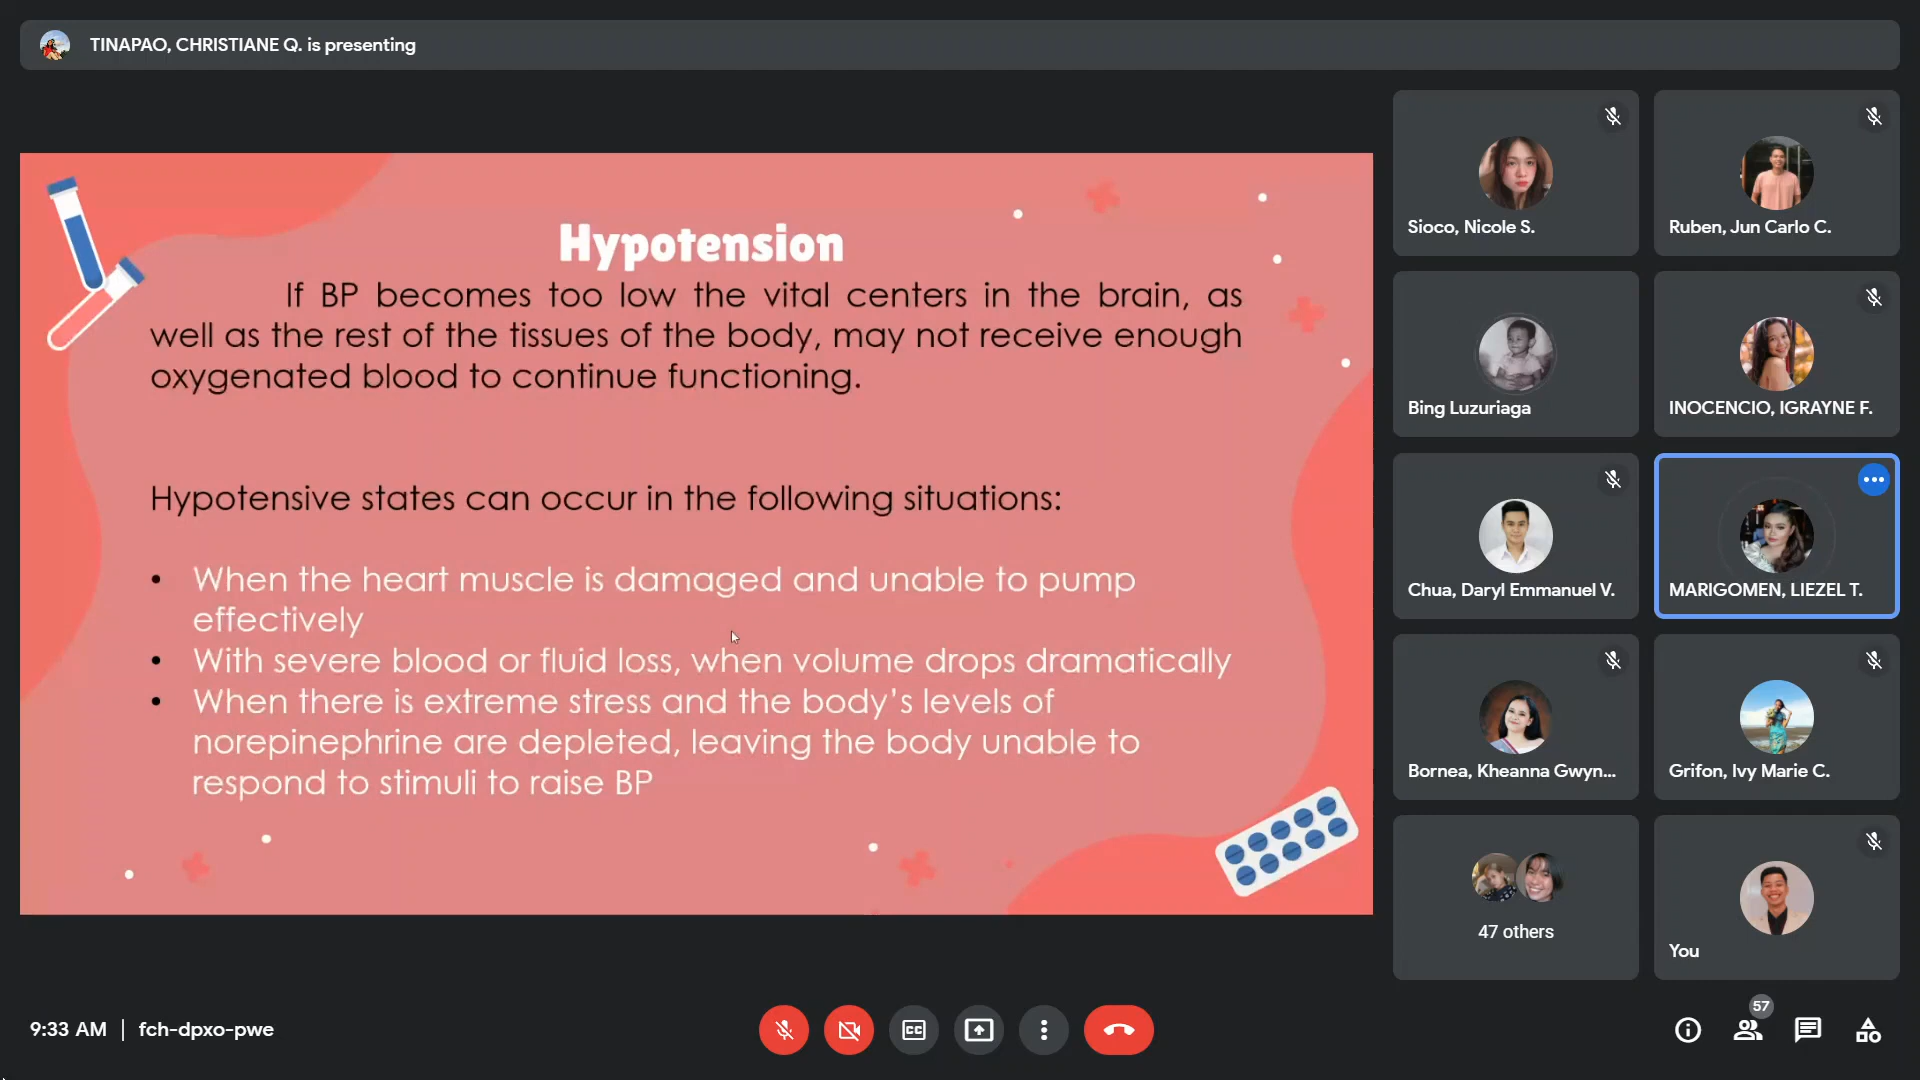 TINAPAO, CHRISTIANE Q. is presenting
Hypotension
If BP becomes too low the vital centers in the brain, as
well as the rest of the tissues of the body, may not receive enough
oxygenated blood to continue functioning.
Hypotensive states can occur in the following situations:
• When the heart muscle is damaged and unable to pump
effectively
• With severe blood or fluid loss, when volume drops dramatically
• When there is extreme stress and the body's levels of
norepinephrine are depleted, leaving the body unable to
respond to stimuli to raise BP
Sioco, Nicole S.
Ruben, Jun Carlo C.
Bing Luzuriaga
INOCENCIO, IGRAYNE F.
Chua, Daryl Emmanuel V.
MARIGOMEN, LIEZEL T.
Bornea, Kheanna Gwyn...
Grifon, Ivy Marie C.
47 others
You
9:33 AM | fch-dpxo-pwe
CC
57